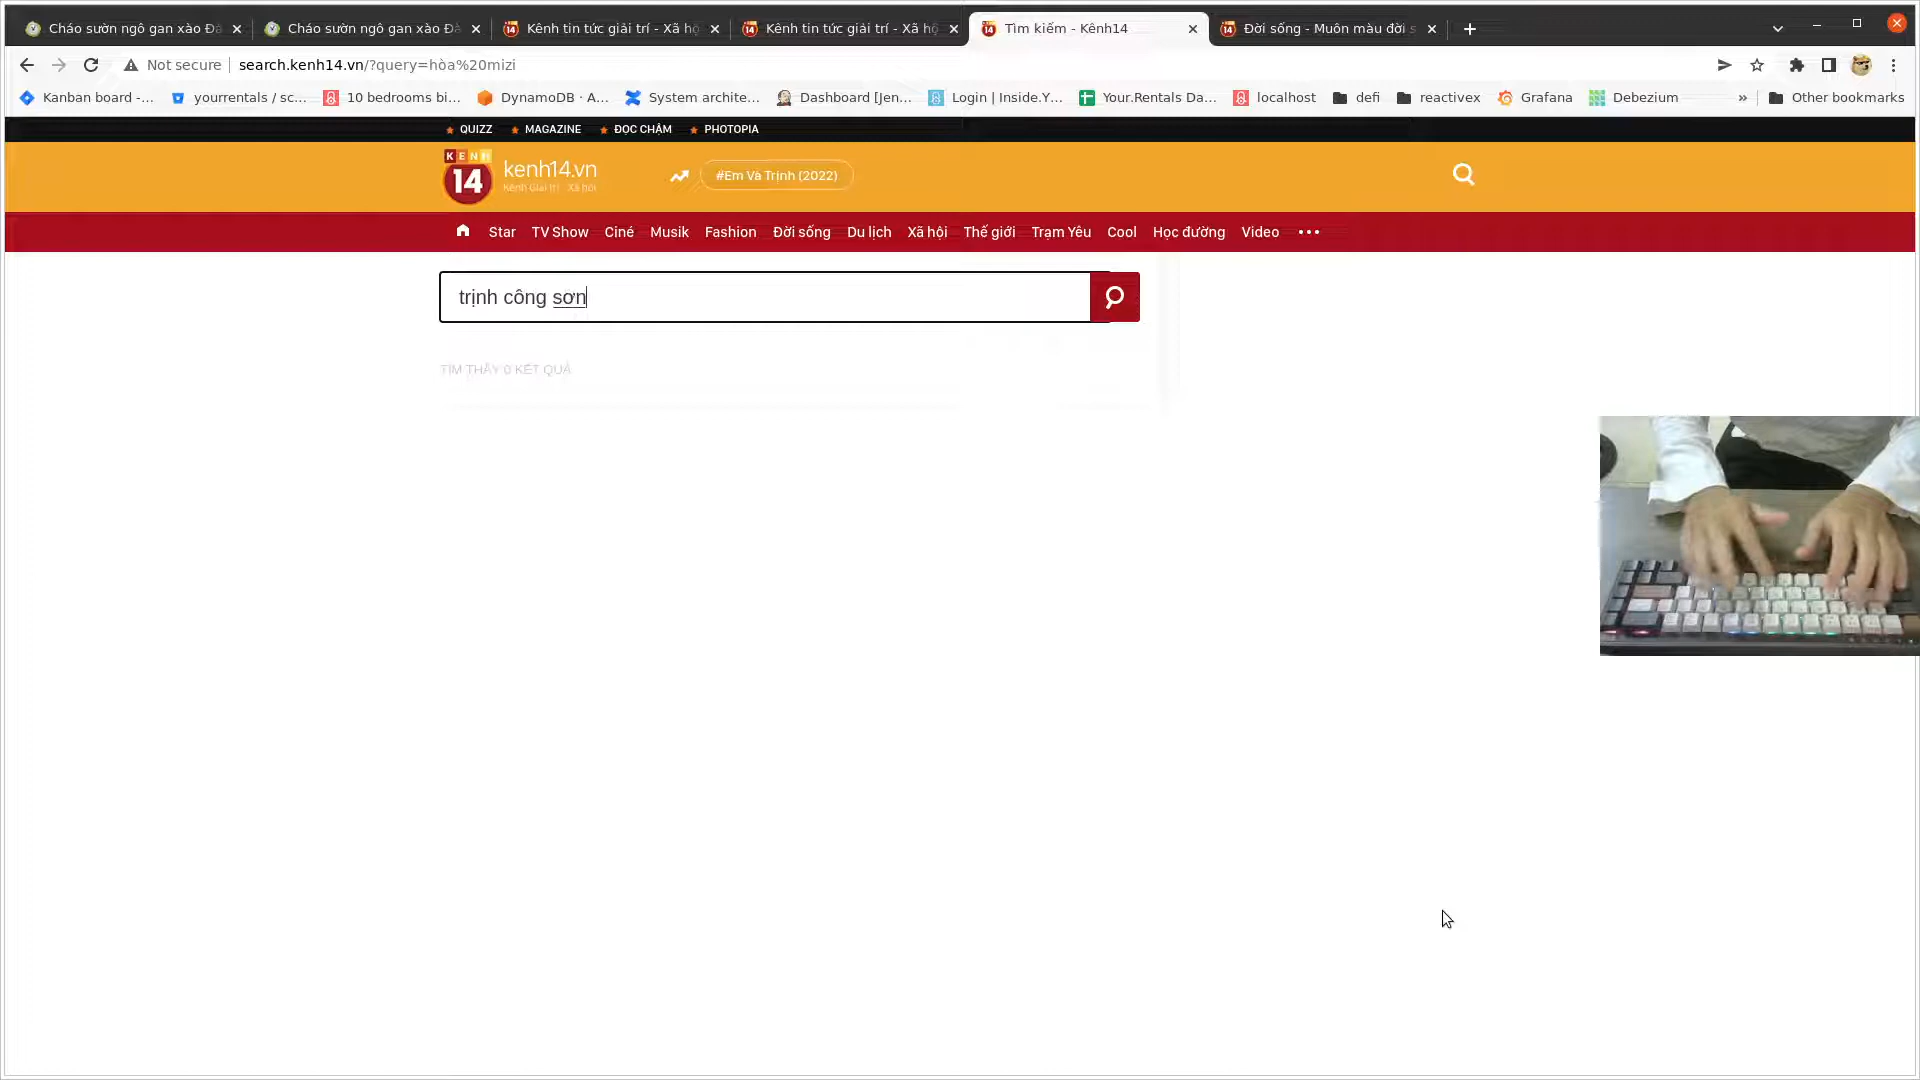 Cháo sườn ngô gan xào Đà
Cháo sườn ngô gan xào Đà
Kênh tin tức giải trí - Xã hộ
Kênh tin tức giải trí - Xã hộ
Tìm kiếm - Kênh14
Đời sống - Muôn màu đời s
Not secure
search.kenh14.vn/?query=hòa%20mizi
Kanban board -...
yourrentals / sc...
10 bedrooms bi...
DynamoDB · A...
System archite...
Dashboard [Jen...
Login | Inside.Y...
Your.Rentals Da...
localhost
defi
reactivex
Grafana
Debezium
»
Other bookmarks
QUIZZ
MAGAZINE
ĐỌC CHẬM
PHOTOPIA
KENH
14
kenh14.vn
Kênh Giải trí - Xã hội
#Em Và Trịnh (2022)
Star
TV Show
Ciné
Musik
Fashion
Đời sống
Du lịch
Xã hội
Thế giới
Trạm Yêu
Cool
Học đường
Video
trịnh công sơn
TÌM THẤY 0 KẾT QUẢ